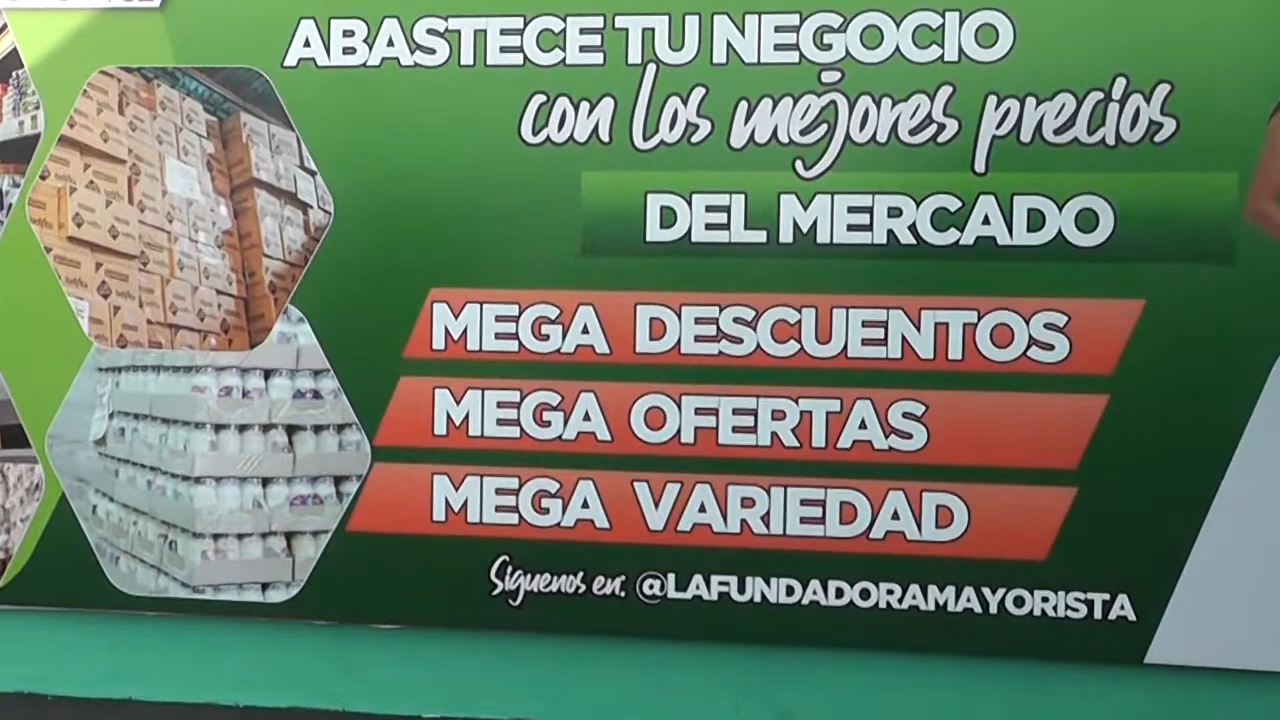 ABASTECE TU NEGOCIO
con los mejores precios
DEL MERCADO
MEGA DESCUENTOS
MEGA OFERTAS
MEGA VARIEDAD
Síguenos en: @LAFUNDADORAMAYORISTA